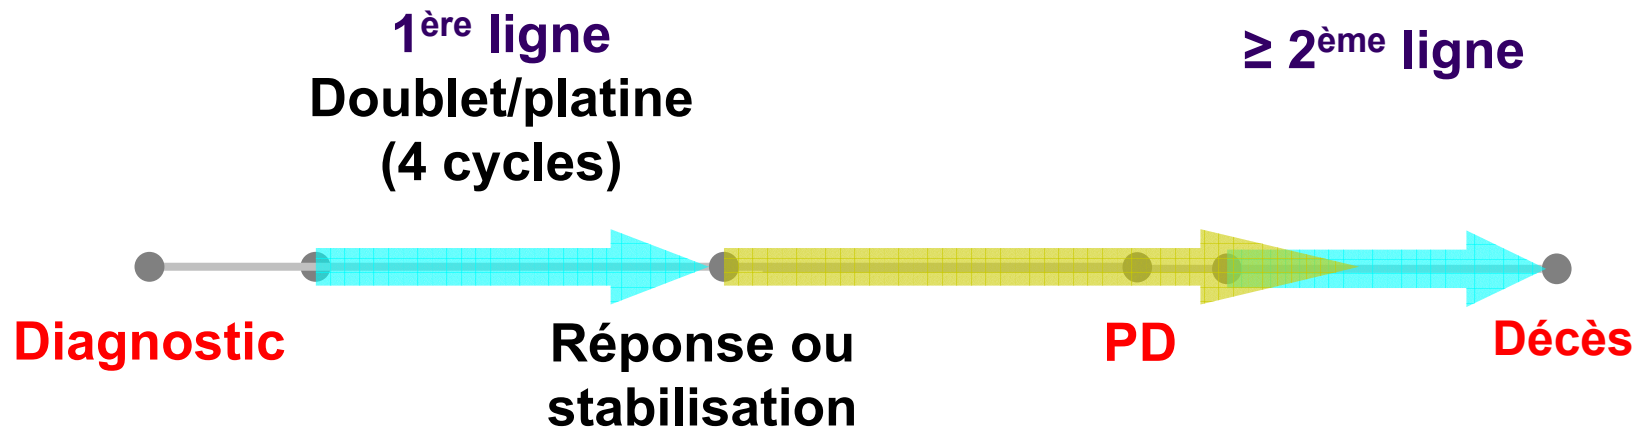 1ère ligne
Doublet/platine
(4 cycles)
≥ 2ème ligne
Diagnostic
Réponse ou
stabilisation
PD
Décès